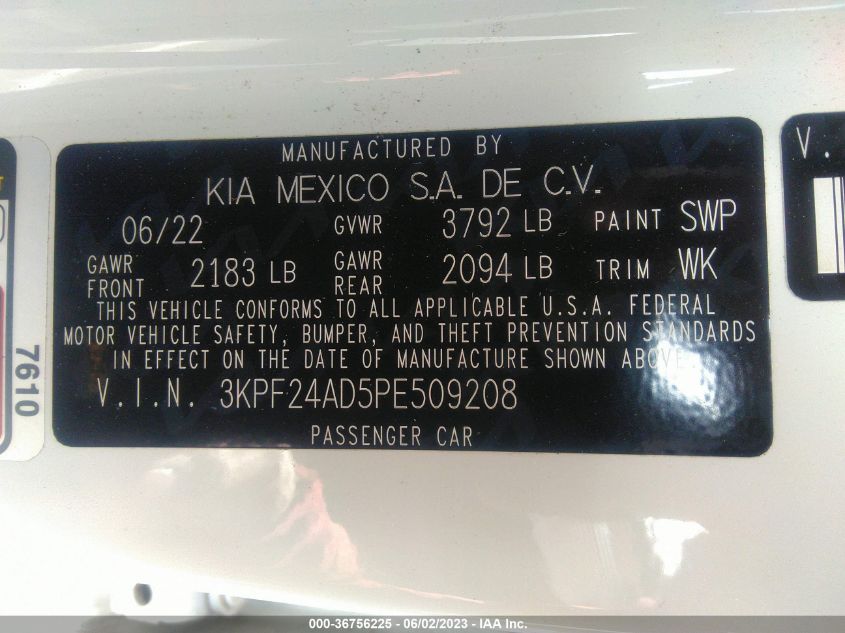 MANUFACTURED BY
KIA MEXICO S.A. DE C.V.
06/22 GVWR 3792 LB PAINT SWP
GAWR FRONT 2183 LB GAWR REAR 2094 LB TRIM WK
THIS VEHICLE CONFORMS TO ALL APPLICABLE U.S.A. FEDERAL
MOTOR VEHICLE SAFETY, BUMPER, AND THEFT PREVENTION STANDARDS
IN EFFECT ON THE DATE OF MANUFACTURE SHOWN ABOVE.
V.I.N. 3KPF24AD5PE509208
PASSENGER CAR
7610
V.
000-36756225 - 06/02/2023 - IAA Inc.